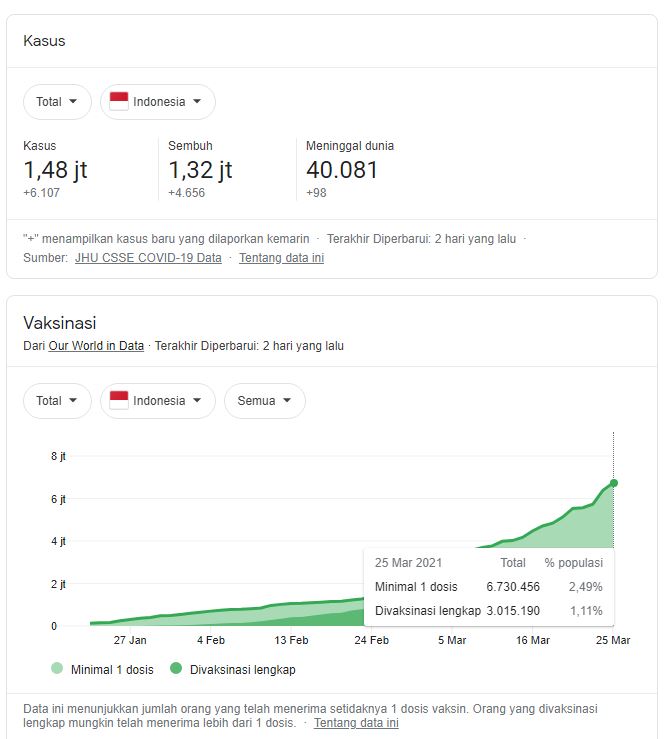 Kasus
Total
Indonesia
Kasus
Sembuh
Meninggal dunia
1,48 jt
1,32 jt
40.081
+6.107
+4.656
+98
"+" menampilkan kasus baru yang dilaporkan kemarin · Terakhir Diperbarui: 2 hari yang lalu ·
Sumber: JHU CSSE COVID-19 Data · Tentang data ini
Vaksinasi
Dari Our World in Data · Terakhir Diperbarui: 2 hari yang lalu
Total
Indonesia
Semua
8 jt
6 jt
4 jt
2 jt
0
25 Mar 2021 Total % populasi
Minimal 1 dosis 6.730.456 2,49%
Divaksinasi lengkap 3.015.190 1,11%
27 Jan
4 Feb
13 Feb
24 Feb
5 Mar
16 Mar
25 Mar
Minimal 1 dosis
Divaksinasi lengkap
Data ini menunjukkan jumlah orang yang telah menerima setidaknya 1 dosis vaksin. Orang yang divaksinasi
lengkap mungkin telah menerima lebih dari 1 dosis. · Tentang data ini